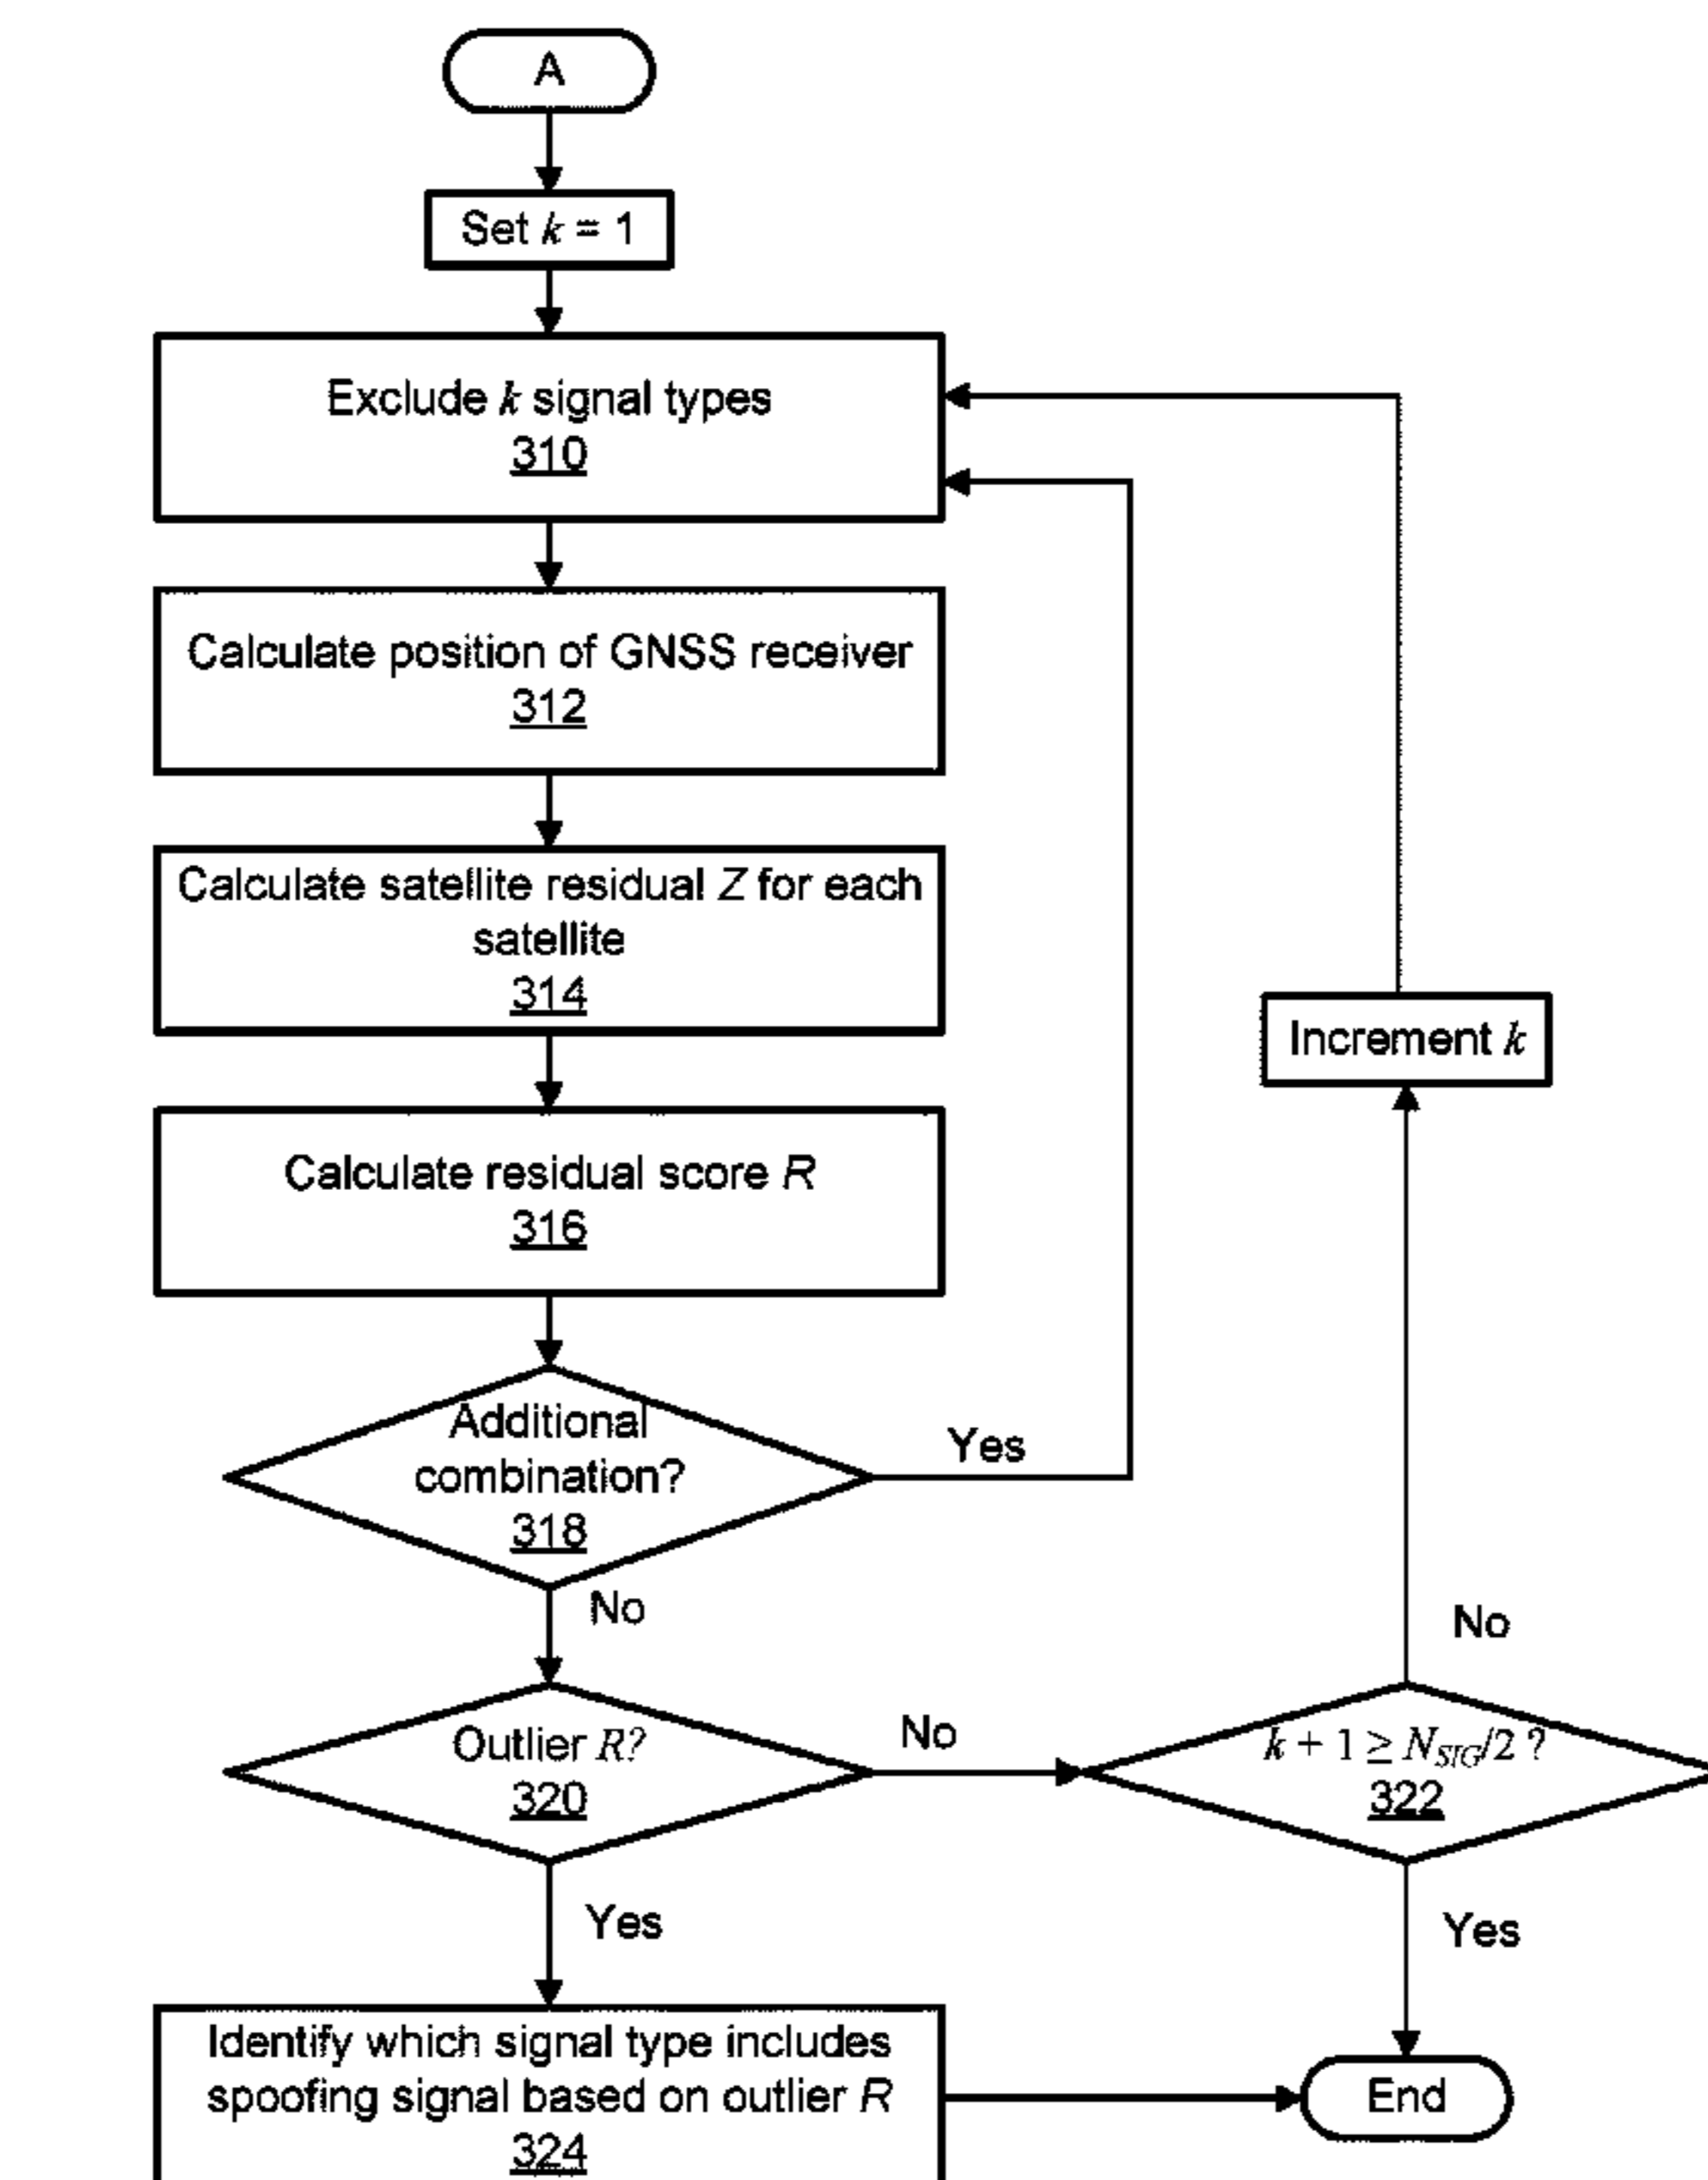 A
Set k = 1
Exclude k signal types
310
Calculate position of GNSS receiver
312
Calculate satellite residual Z for each
satellite
314
Increment k
Calculate residual score R
316
Additional
combination?
318
Yes
No
No
Outlier R?
320
No
k + 1 ≥ N_SIG/2 ?
322
Yes
Yes
Identify which signal type includes
spoofing signal based on outlier R
324
End